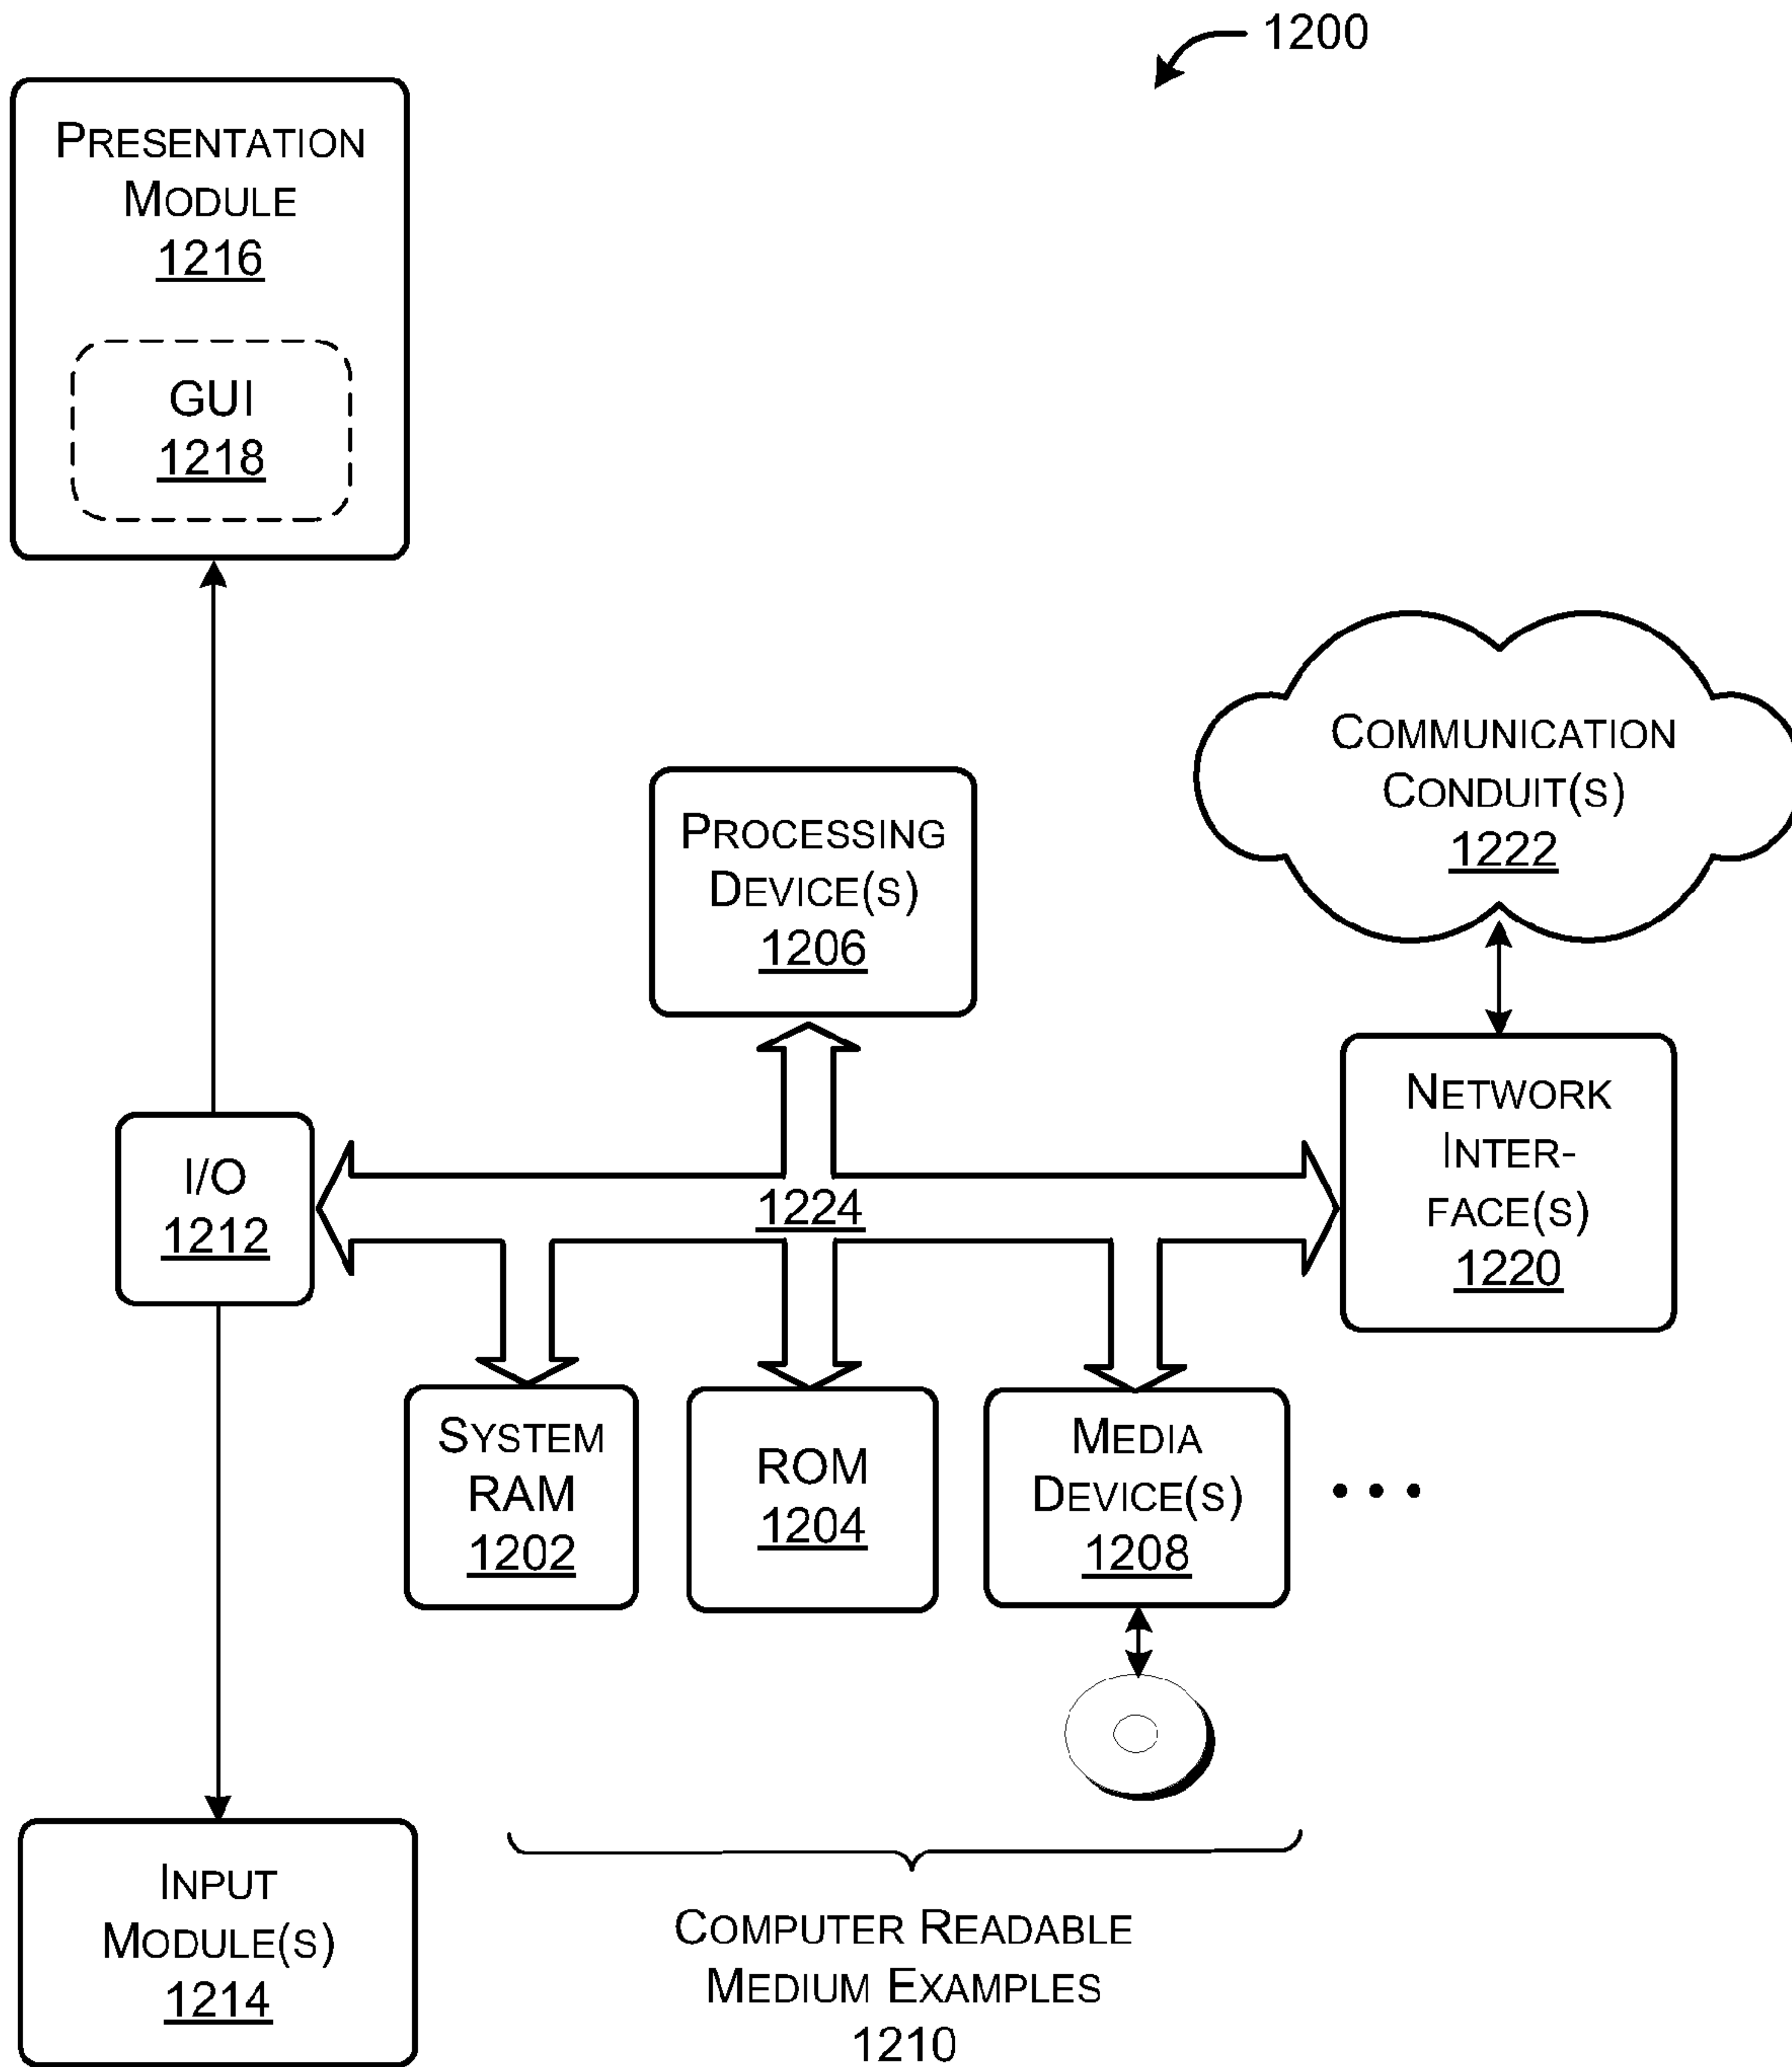 1200
PRESENTATION
MODULE
1216
GUI
1218
COMMUNICATION
CONDUIT(S)
1222
PROCESSING
DEVICE(S)
1206
NETWORK
INTER-
FACE(S)
1220
I/O
1212
1224
SYSTEM
RAM
1202
ROM
1204
MEDIA
DEVICE(S)
1208
• • •
INPUT
MODULE(S)
1214
COMPUTER READABLE
MEDIUM EXAMPLES
1210